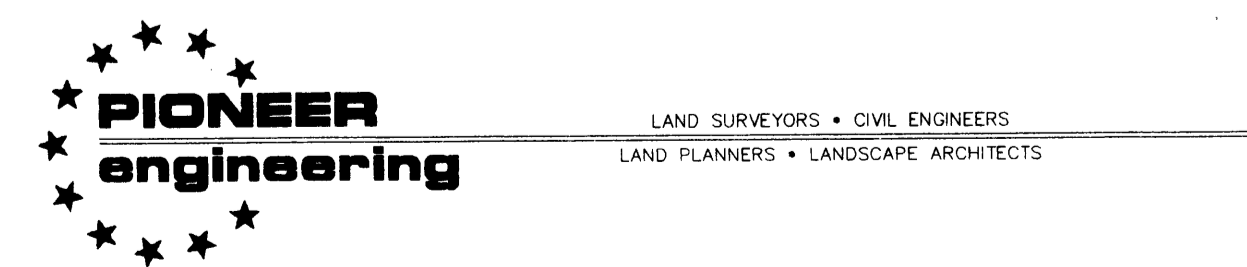 PIONEER
engineering
LAND SURVEYORS • CIVIL ENGINEERS
LAND PLANNERS • LANDSCAPE ARCHITECTS